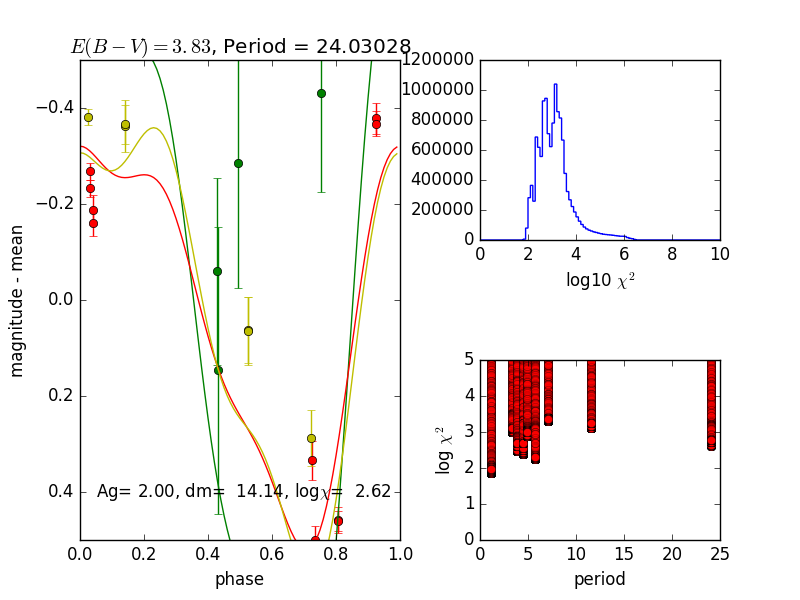 E(B − V) = 3.83, Period = 24.03028
−0.4
−0.2
0.0
0.2
0.4
magnitude - mean
Ag= 2.00, dm= 14.14, logχ= 2.62
0.0 0.2 0.4 0.6 0.8 1.0
phase
1200000
1000000
800000
600000
400000
200000
0
0 2 4 6 8 10
log10 χ²
5
4
3
2
1
0
log χ²
0 5 10 15 20 25
period